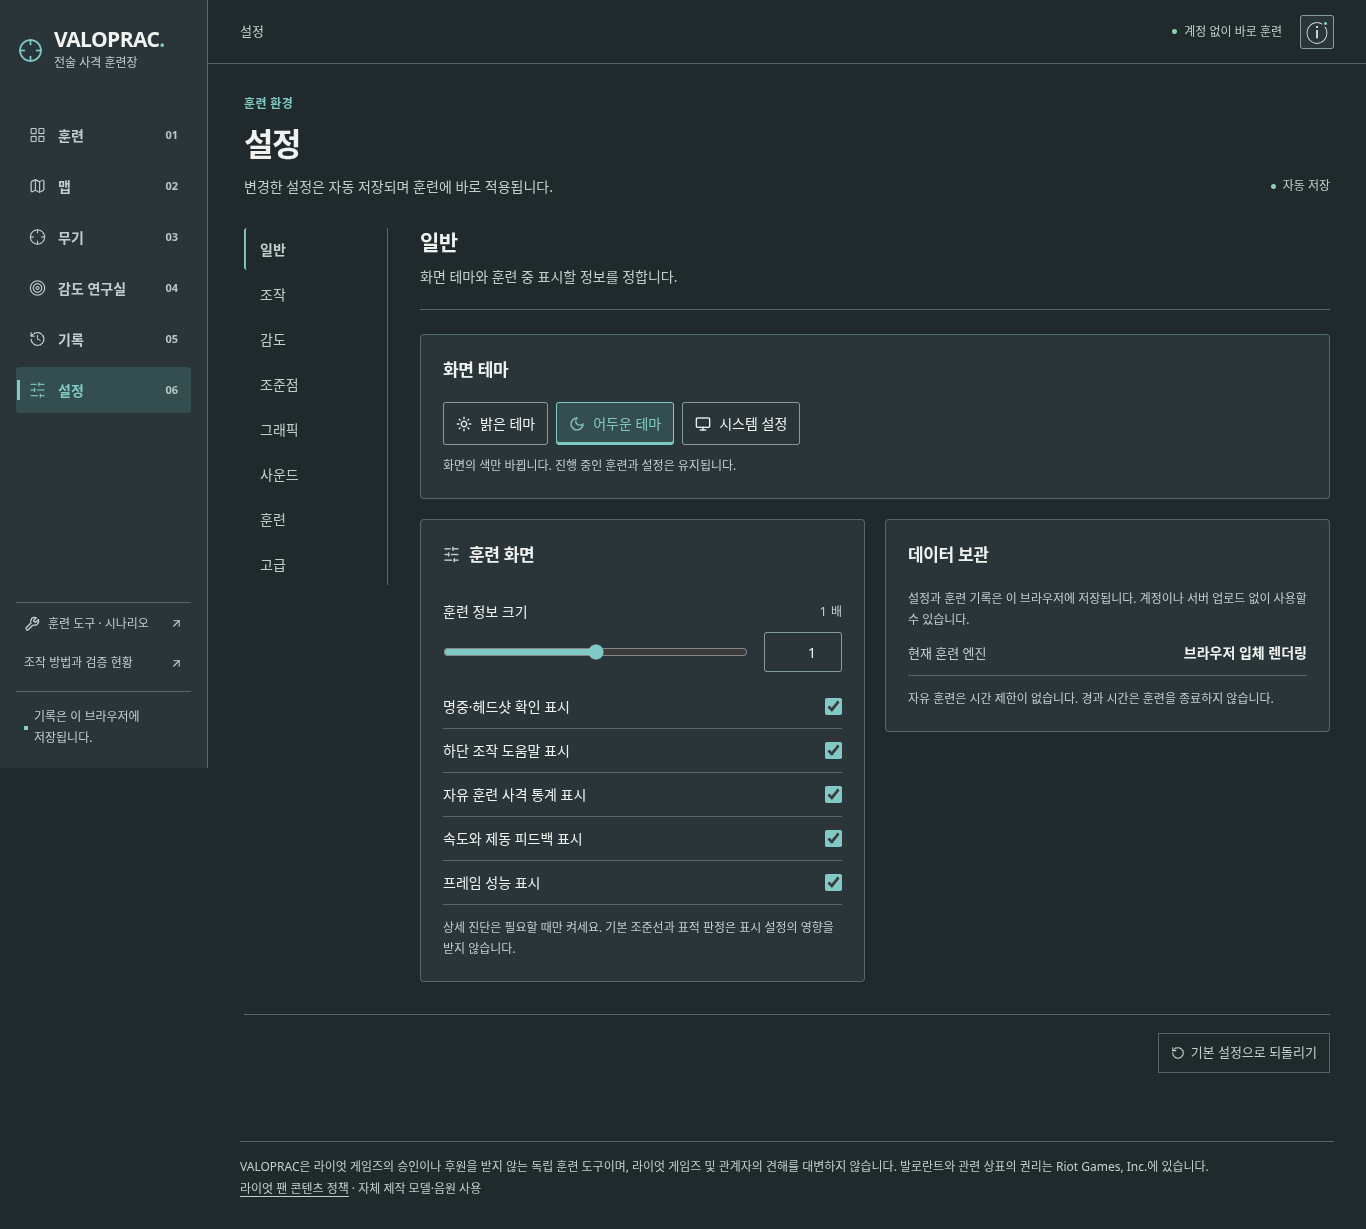 VALOPRAC.
전술 사격 훈련장
훈련 01
맵 02
무기 03
감도 연구실 04
기록 05
설정 06
훈련 도구 · 시나리오
조작 방법과 검증 현황
기록은 이 브라우저에
저장됩니다.
설정
계정 없이 바로 훈련
훈련 환경
설정
변경한 설정은 자동 저장되며 훈련에 바로 적용됩니다.
자동 저장
일반
조작
감도
조준점
그래픽
사운드
훈련
고급
일반
화면 테마와 훈련 중 표시할 정보를 정합니다.
화면 테마
밝은 테마
어두운 테마
시스템 설정
화면의 색만 바뀝니다. 진행 중인 훈련과 설정은 유지됩니다.
훈련 화면
훈련 정보 크기
1 배
1
명중·헤드샷 확인 표시
하단 조작 도움말 표시
자유 훈련 사격 통계 표시
속도와 제동 피드백 표시
프레임 성능 표시
상세 진단은 필요할 때만 켜세요. 기본 조준선과 표적 판정은 표시 설정의 영향을
받지 않습니다.
데이터 보관
설정과 훈련 기록은 이 브라우저에 저장됩니다. 계정이나 서버 업로드 없이 사용할
수 있습니다.
현재 훈련 엔진
브라우저 입체 렌더링
자유 훈련은 시간 제한이 없습니다. 경과 시간은 훈련을 종료하지 않습니다.
기본 설정으로 되돌리기
VALOPRAC은 라이엇 게임즈의 승인이나 후원을 받지 않는 독립 훈련 도구이며, 라이엇 게임즈 및 관계자의 견해를 대변하지 않습니다. 발로란트와 관련 상표의 권리는 Riot Games, Inc.에 있습니다.
라이엇 팬 콘텐츠 정책 · 자체 제작 모델·음원 사용